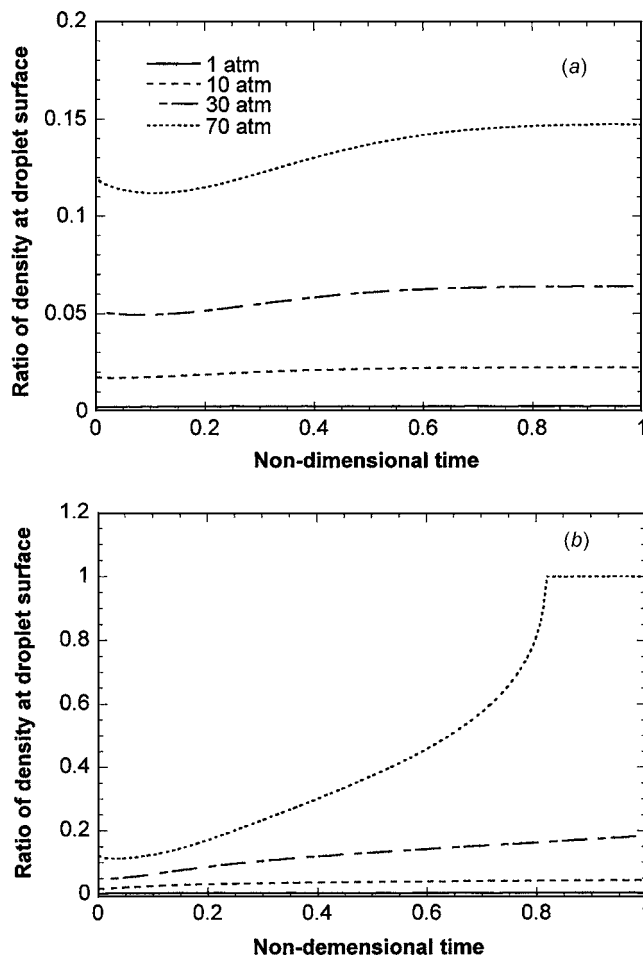 0.2
(a)
1 atm
10 atm
30 atm
70 atm
0.15
0.1
0.05
0
0 0.2 0.4 0.6 0.8 1
Ratio of density at droplet surface
Non-dimensional time
1.2
(b)
1
0.8
0.6
0.4
0.2
0
0 0.2 0.4 0.6 0.8 1
Ratio of density at droplet surface
Non-demensional time